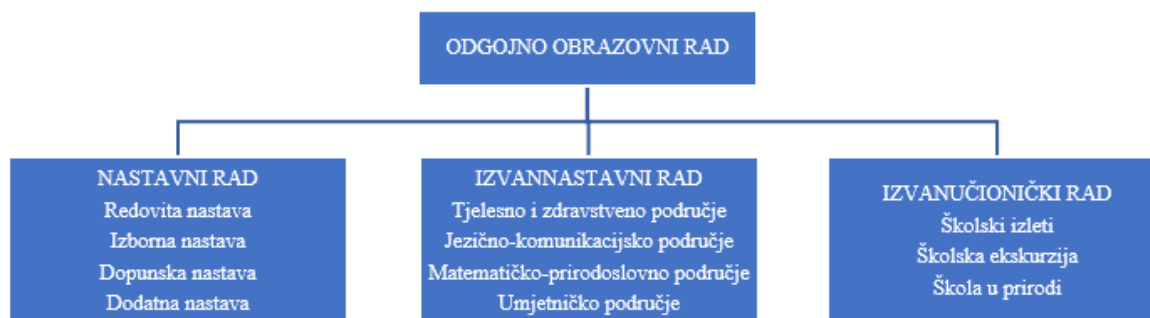 ODGOJNO OBRAZOVNI RAD
NASTAVNI RAD
Redovita nastava
Izborna nastava
Dopunska nastava
Dodatna nastava
IZVANNASTAVNI RAD
Tjelesno i zdravstveno područje
Jezično-komunikacijsko područje
Matematičko-prirodoslovno područje
Umjetničko područje
IZVANUČIONIČKI RAD
Školski izleti
Školska ekskurzija
Škola u prirodi